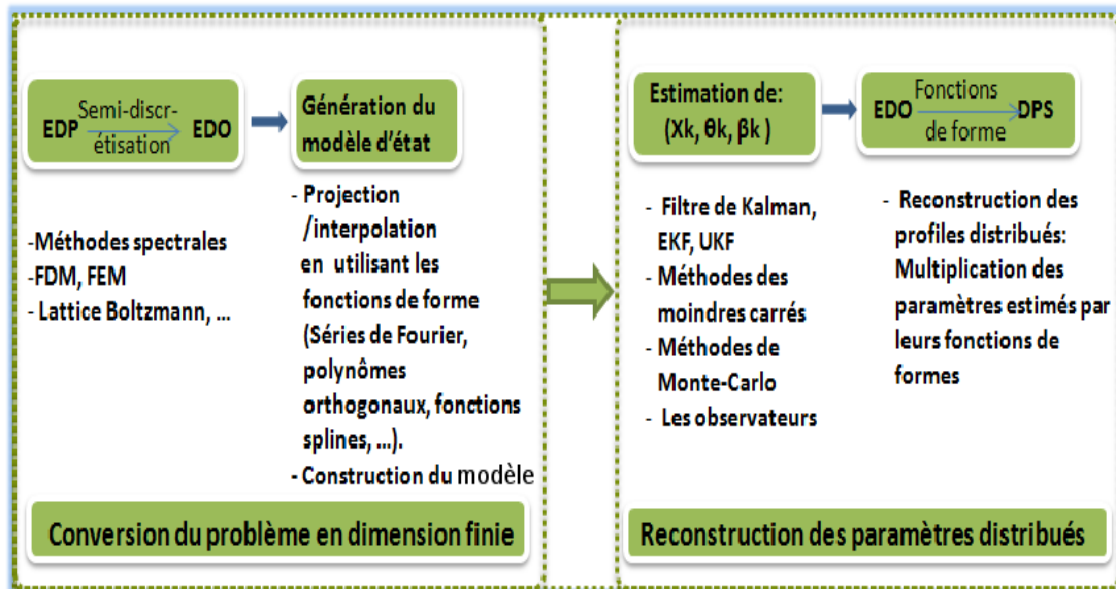 EDP Semi-discr-
étisation EDO
Génération du
modèle d'état
-Méthodes spectrales
-FDM, FEM
- Lattice Boltzmann, ...
- Projection
/interpolation
en utilisant les
fonctions de forme
(Séries de Fourier,
polynômes
orthogonaux, fonctions
splines, ...).
- Construction du modèle
Conversion du problème en dimension finie
Estimation de:
(Xk, θk, βk )
EDO Fonctions DPS
de forme
- Filtre de Kalman,
EKF, UKF
- Méthodes des
moindres carrés
- Méthodes de
Monte-Carlo
- Les observateurs
- Reconstruction des
profiles distribués:
Multiplication des
paramètres estimés par
leurs fonctions de
formes
Reconstruction des paramètres distribués